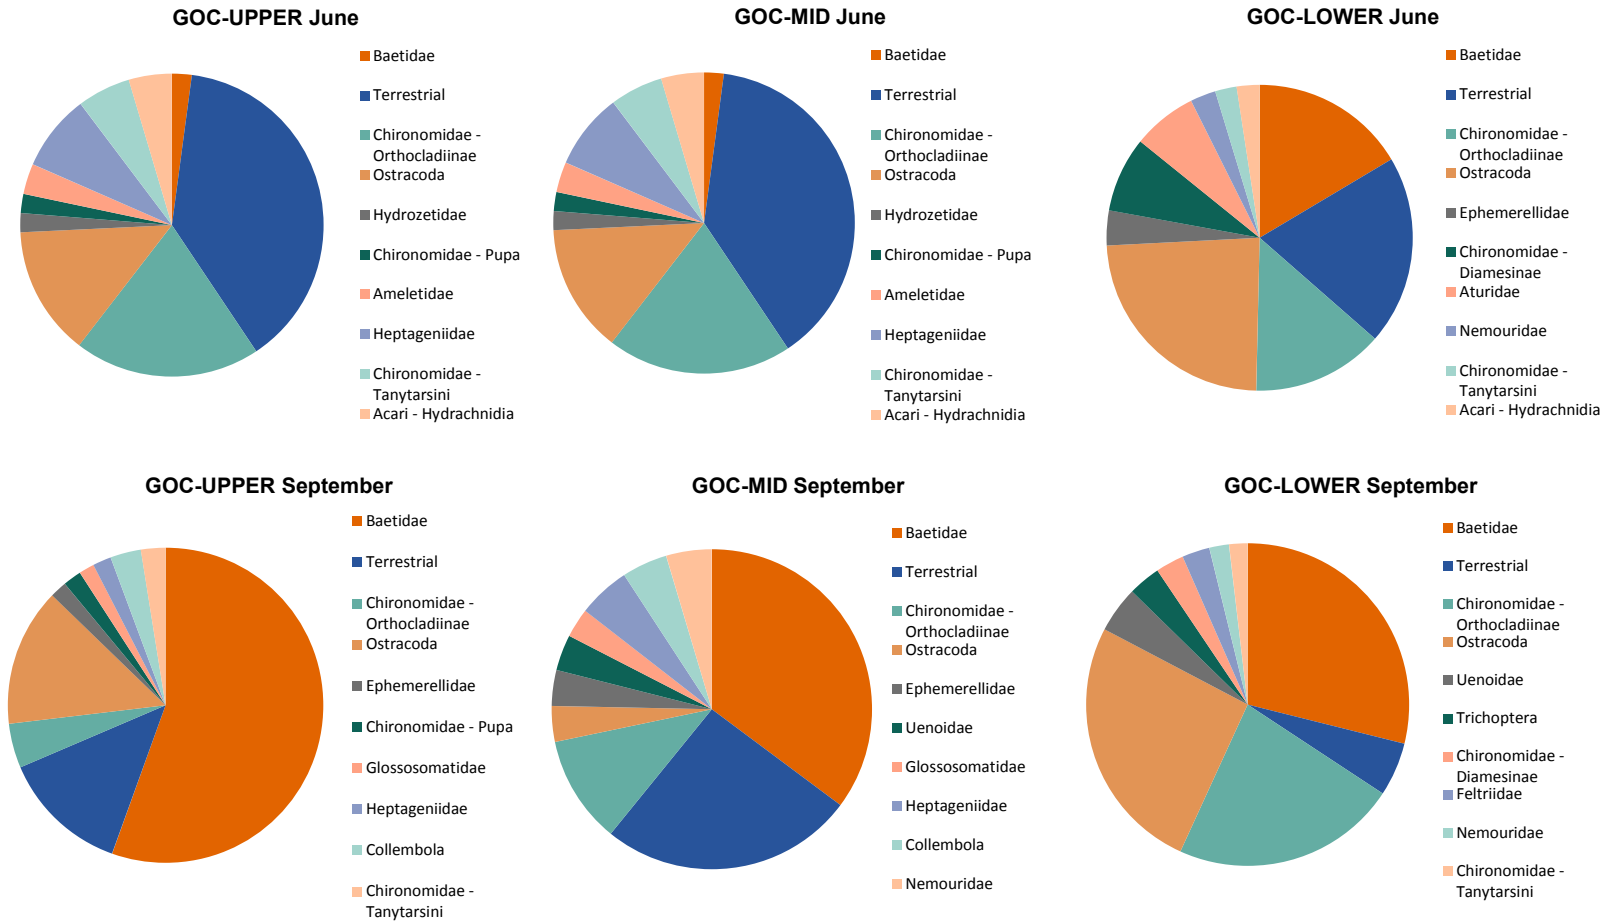 GOC-UPPER June
Baetidae
Terrestrial
Chironomidae -
Orthocladiinae
Ostracoda
Hydrozetidae
Chironomidae - Pupa
Ameletidae
Heptageniidae
Chironomidae -
Tanytarsini
Acari - Hydrachnidia
GOC-MID June
Baetidae
Terrestrial
Chironomidae -
Orthocladiinae
Ostracoda
Hydrozetidae
Chironomidae - Pupa
Ameletidae
Heptageniidae
Chironomidae -
Tanytarsini
Acari - Hydrachnidia
GOC-LOWER June
Baetidae
Terrestrial
Chironomidae -
Orthocladiinae
Ostracoda
Ephemerellidae
Chironomidae -
Diamesinae
Aturidae
Nemouridae
Chironomidae -
Tanytarsini
Acari - Hydrachnidia
GOC-UPPER September
Baetidae
Terrestrial
Chironomidae -
Orthocladiinae
Ostracoda
Ephemerellidae
Chironomidae - Pupa
Glossosomatidae
Heptageniidae
Collembola
Chironomidae -
Tanytarsini
GOC-MID September
Baetidae
Terrestrial
Chironomidae -
Orthocladiinae
Ostracoda
Ephemerellidae
Uenoidae
Glossosomatidae
Heptageniidae
Collembola
Nemouridae
GOC-LOWER September
Baetidae
Terrestrial
Chironomidae -
Orthocladiinae
Ostracoda
Uenoidae
Trichoptera
Chironomidae -
Diamesinae
Feltriidae
Nemouridae
Chironomidae -
Tanytarsini